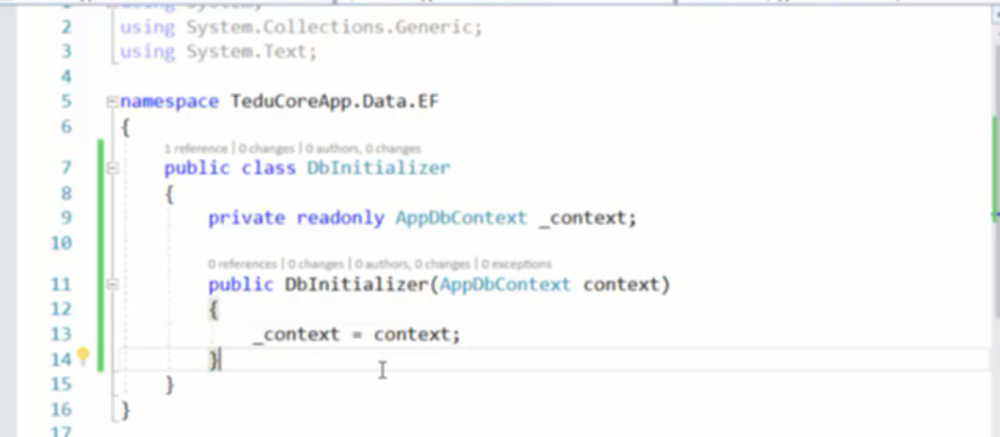 1 using System;
2 using System.Collections.Generic;
3 using System.Text;
4
5 namespace TeduCoreApp.Data.EF
6 {
1 reference | 0 changes | 0 authors, 0 changes
7 public class DbInitializer
8 {
9 private readonly AppDbContext _context;
10
0 references | 0 changes | 0 authors, 0 changes | 0 exceptions
11 public DbInitializer(AppDbContext context)
12 {
13 _context = context;
14 }
15 }
16 }
17